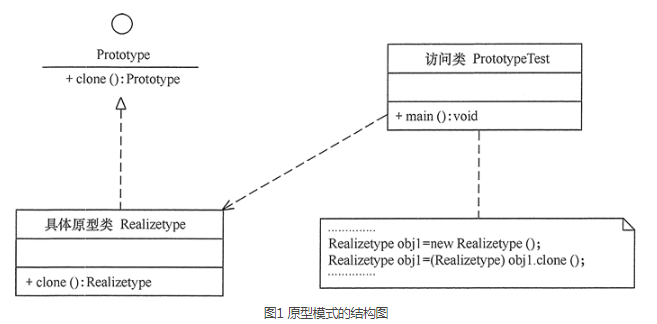 Prototype
+ clone():Prototype
访问类 PrototypeTest
+ main():void
具体原型类 Realizetype
+ clone():Realizetype
..............
Realizetype obj1=new Realizetype();
Realizetype obj1=(Realizetype) obj1.clone();
..............
图1 原型模式的结构图